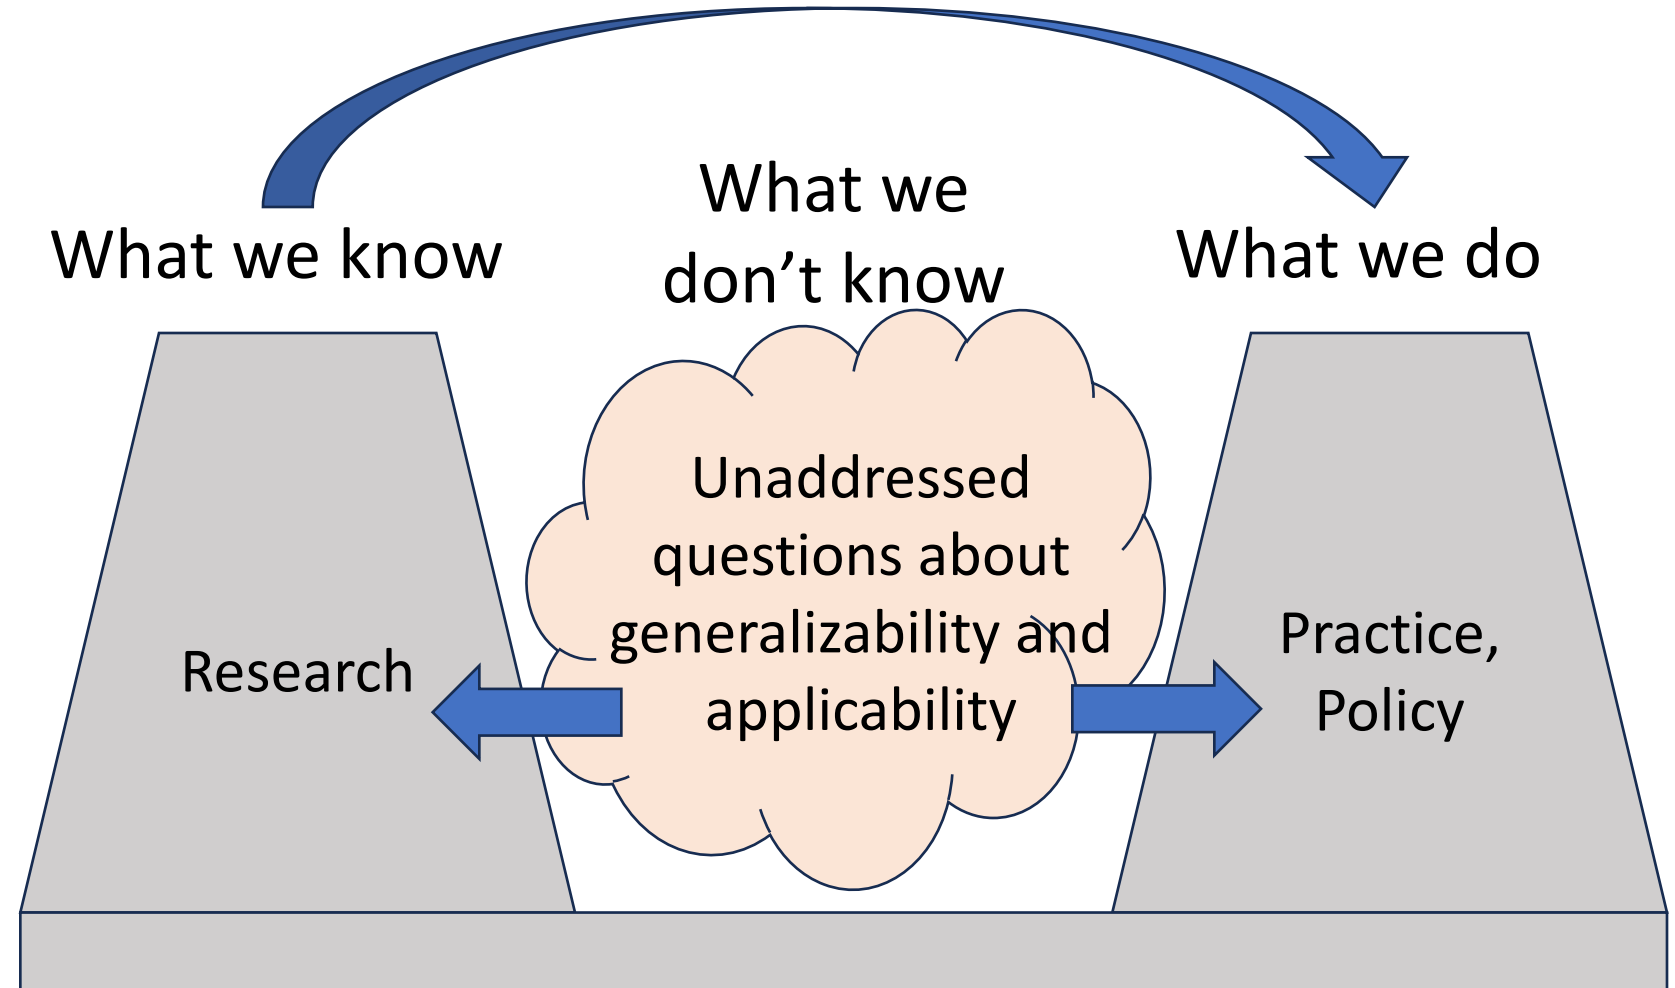 What we know
What we
don’t know
What we do
Research
Unaddressed
questions about
generalizability and
applicability
Practice,
Policy